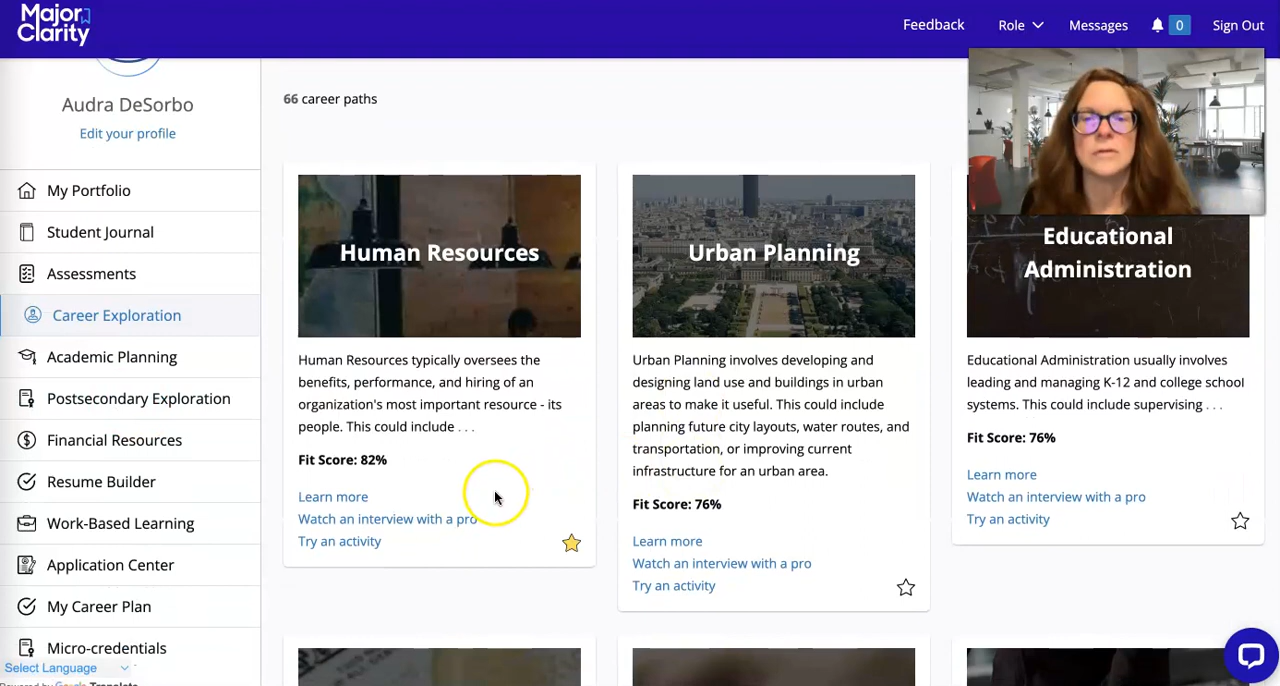 Major
Clarity
Feedback
Role
Messages
0
Sign Out
Audra DeSorbo
Edit your profile
My Portfolio
Student Journal
Assessments
Career Exploration
Academic Planning
Postsecondary Exploration
Financial Resources
Resume Builder
Work-Based Learning
Application Center
My Career Plan
Micro-credentials
Select Language
Powered by Google Translate
66 career paths
Human Resources
Human Resources typically oversees the
benefits, performance, and hiring of an
organization's most important resource - its
people. This could include . . .
Fit Score: 82%
Learn more
Watch an interview with a pro
Try an activity
Urban Planning
Urban Planning involves developing and
designing land use and buildings in urban
areas to make it useful. This could include
planning future city layouts, water routes, and
transportation, or improving current
infrastructure for an urban area.
Fit Score: 76%
Learn more
Watch an interview with a pro
Try an activity
Educational
Administration
Educational Administration usually involves
leading and managing K-12 and college school
systems. This could include supervising . . .
Fit Score: 76%
Learn more
Watch an interview with a pro
Try an activity